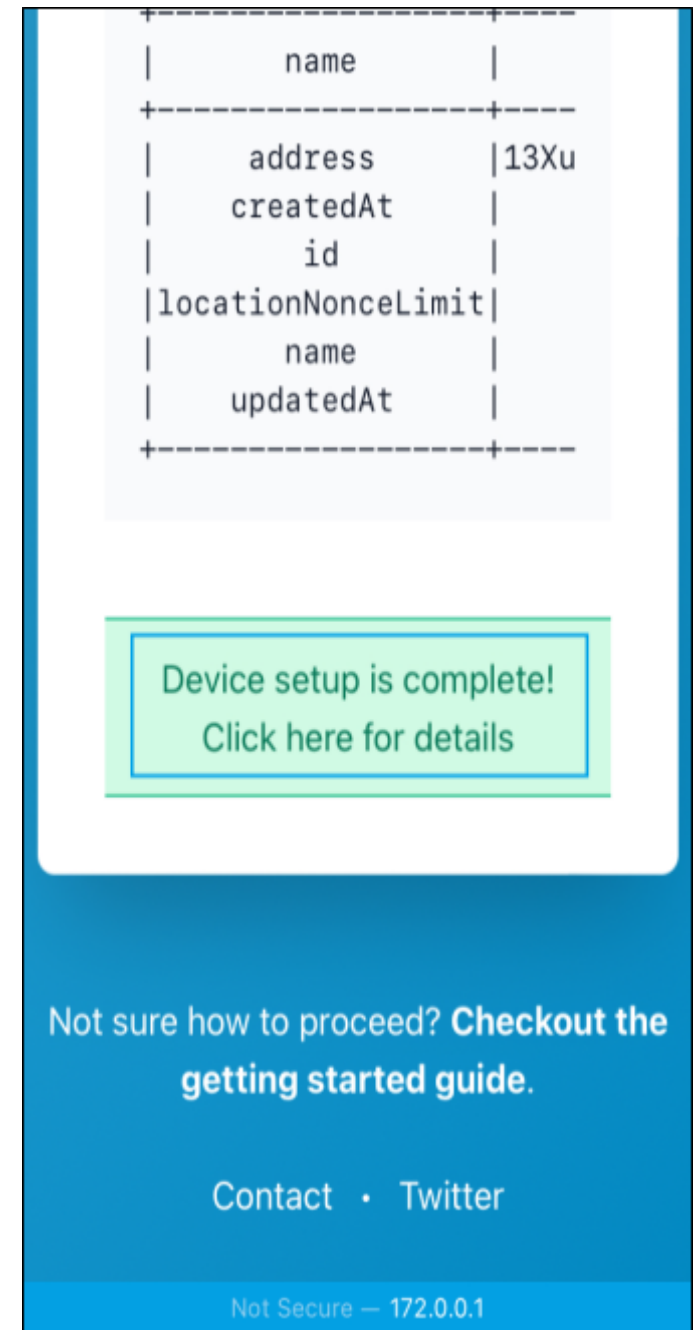 +-------------------+----
| name |
+-------------------+----
| address |13Xu
| createdAt |
| id |
|locationNonceLimit|
| name |
| updatedAt |
+-------------------+----
Device setup is complete!
Click here for details
Not sure how to proceed? Checkout the
getting started guide.
Contact • Twitter
Not Secure — 172.0.0.1